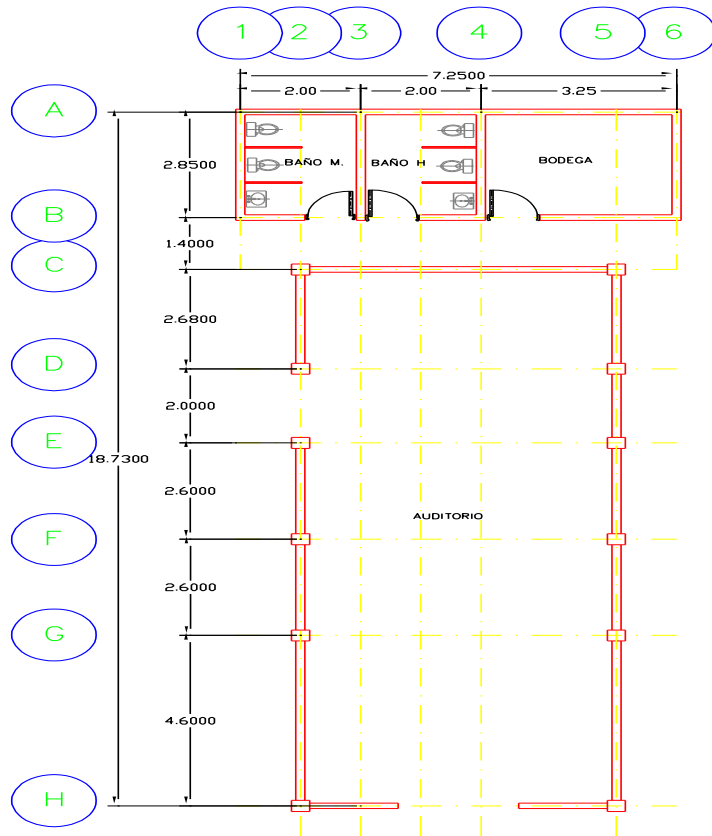 1 2 3 4 5 6
7.2500
2.00 2.00 3.25
A
2.8500
BAÑO M. BAÑO H BODEGA
B
1.4000
C
2.6800
D
2.0000
E
18.7300
2.6000
AUDITORIO
F
2.6000
G
4.6000
H